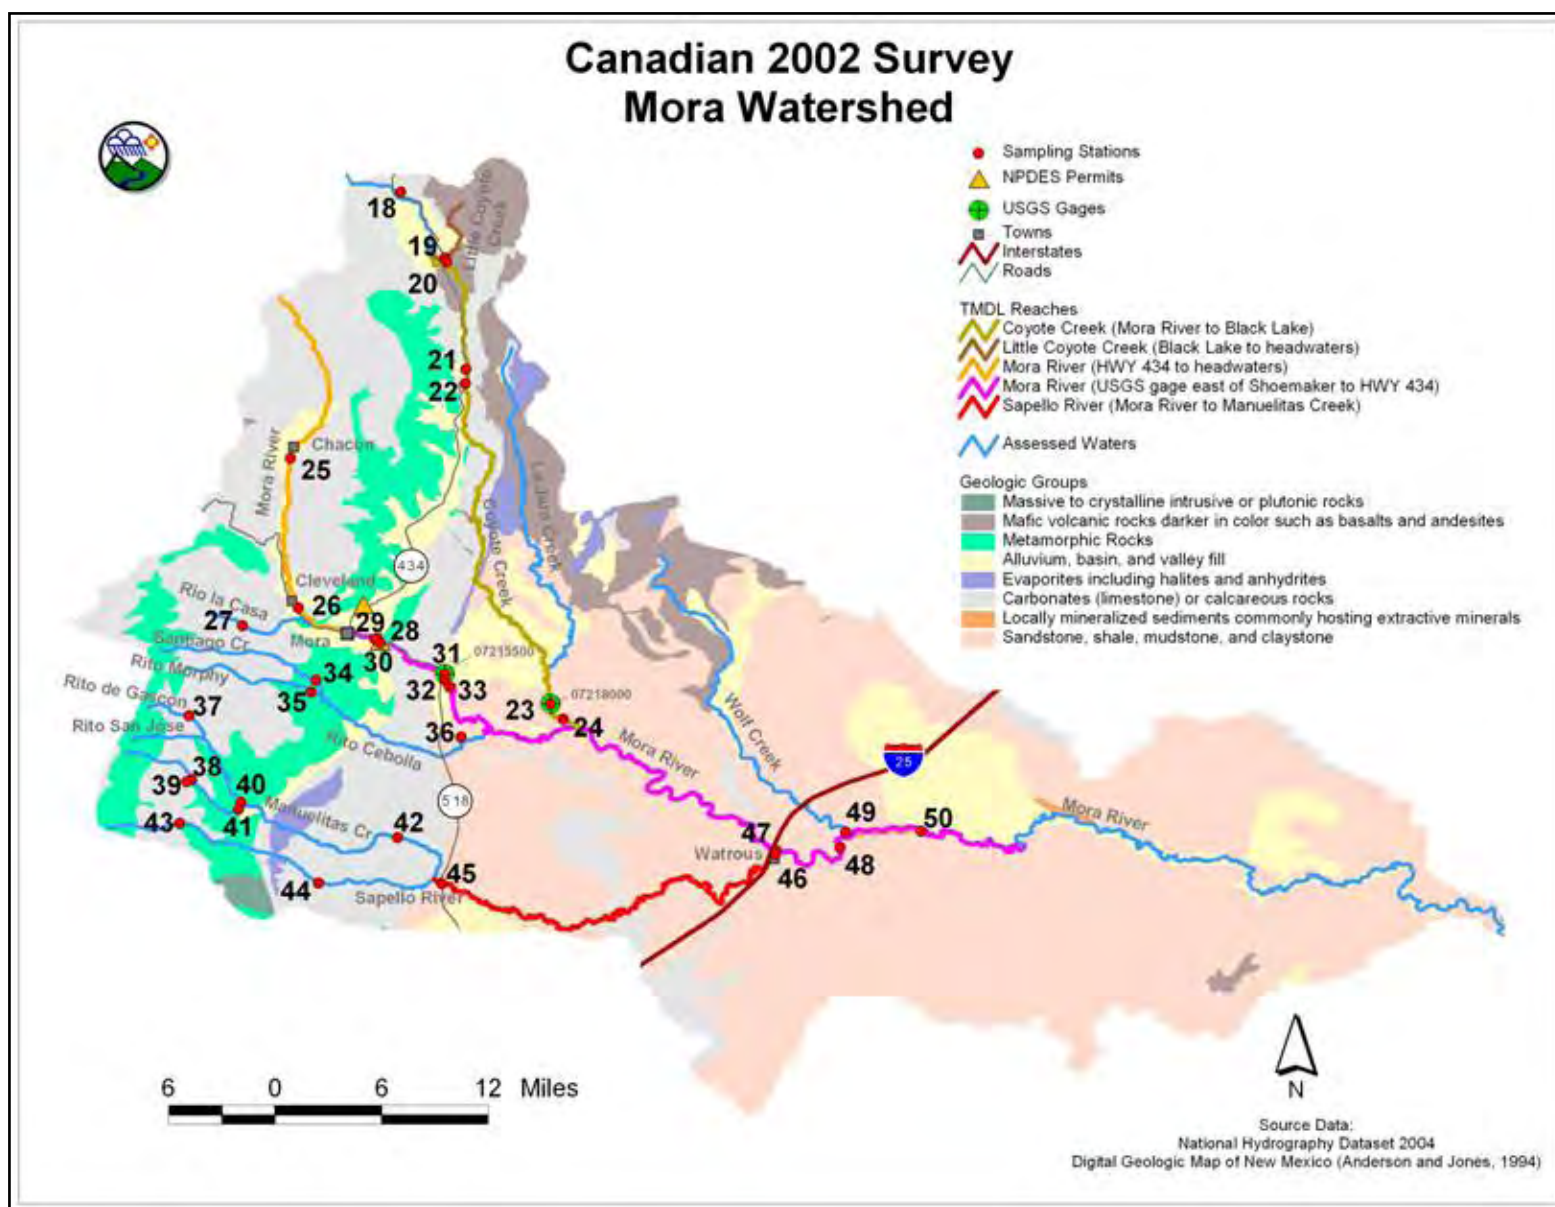 Canadian 2002 Survey
Mora Watershed
Sampling Stations
NPDES Permits
USGS Gages
Towns
Interstates
Roads
TMDL Reaches
Coyote Creek (Mora River to Black Lake)
Little Coyote Creek (Black Lake to headwaters)
Mora River (HWY 434 to headwaters)
Mora River (USGS gage east of Shoemaker to HWY 434)
Sapello River (Mora River to Manuelitas Creek)
Assessed Waters
Geologic Groups
Massive to crystalline intrusive or plutonic rocks
Mafic volcanic rocks darker in color such as basalts and andesites
Metamorphic Rocks
Alluvium, basin, and valley fill
Evaporites including halites and anhydrites
Carbonates (limestone) or calcareous rocks
Locally mineralized sediments commonly hosting extractive minerals
Sandstone, shale, mudstone, and claystone
18
19
20
Little Coyote
Creek
21
22
Mora River
Chacon
25
La Jara Creek
Coyote Creek
434
Cleveland
26
Rio la Casa
27
29
28
Mora
30
Santiago Cr
31
07215500
Rito Morphy
34
32
33
35
Rito de Gascon
37
23
07218000
24
Rito San Jose
36
Rito Cebolla
Mora River
Wolf Creek
25
38
39
40
41
Manuelitas Cr
518
42
43
44
45
Sapello River
47
Watrous
46
49
48
50
Mora River
6
0
6
12
Miles
N
Source Data:
National Hydrography Dataset 2004
Digital Geologic Map of New Mexico (Anderson and Jones, 1994)